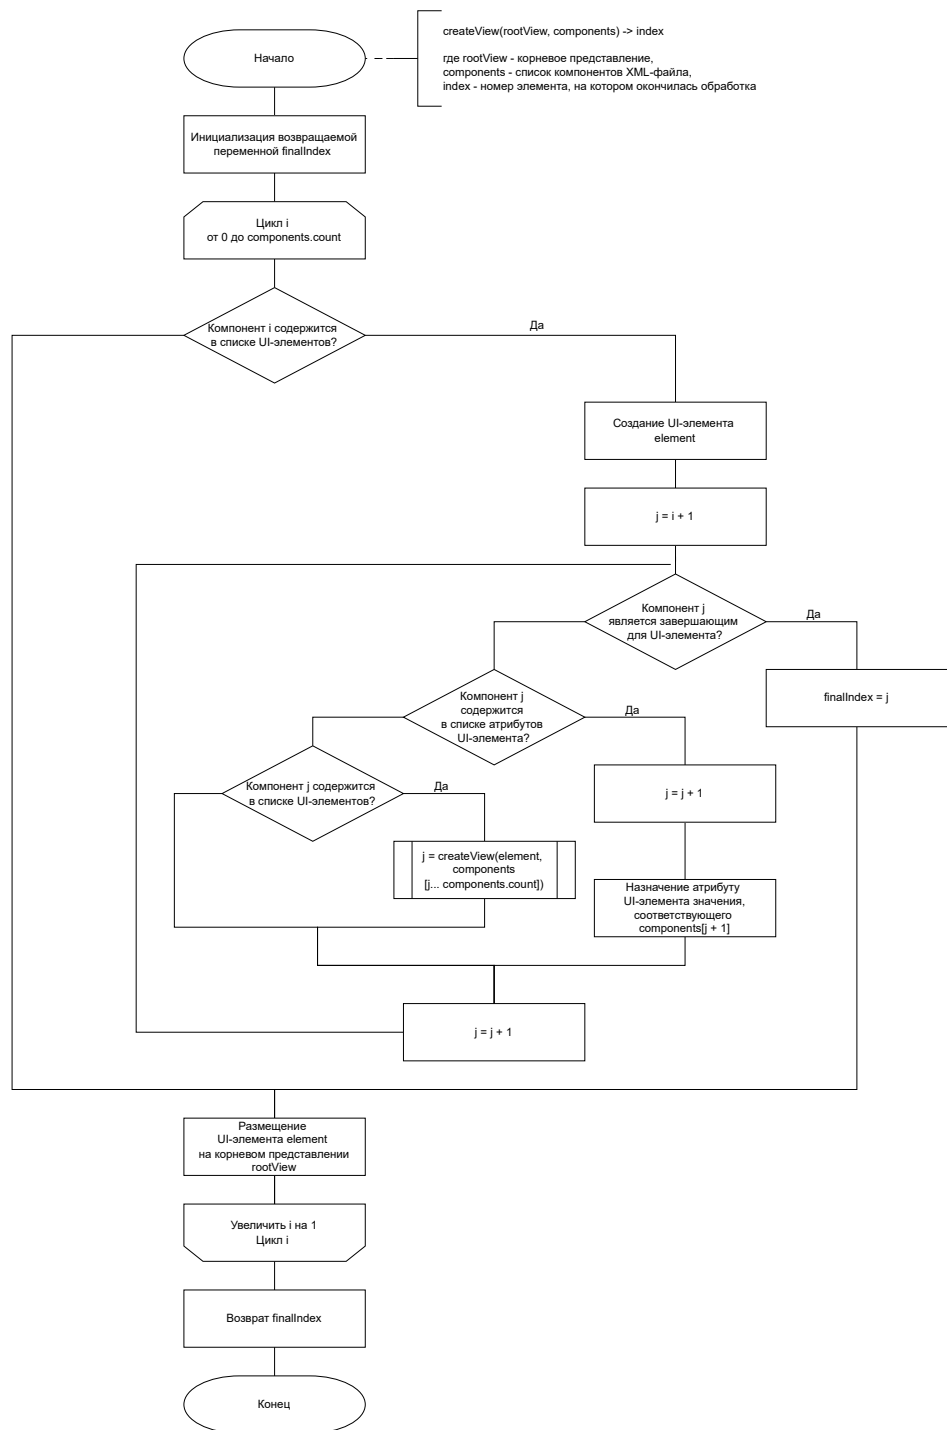 Начало
createView(rootView, components) -> index
где rootView - корневое представление,
components - список компонентов XML-файла,
index - номер элемента, на котором окончилась обработка
Инициализация возвращаемой
переменной finalIndex
Цикл i
от 0 до components.count
Компонент i содержится
в списке UI-элементов?
Да
Создание UI-элемента
element
j = i + 1
Компонент j
является завершающим
для UI-элемента?
Да
finalIndex = j
Компонент j
содержится
в списке атрибутов
UI-элемента?
Да
j = j + 1
Компонент j содержится
в списке UI-элементов?
Да
j = createView(element,
components
[j... components.count])
Назначение атрибуту
UI-элемента значения,
соответствующего
components[j + 1]
j = j + 1
Размещение
UI-элемента element
на корневом представлении
rootView
Увеличить i на 1
Цикл i
Возврат finalIndex
Конец